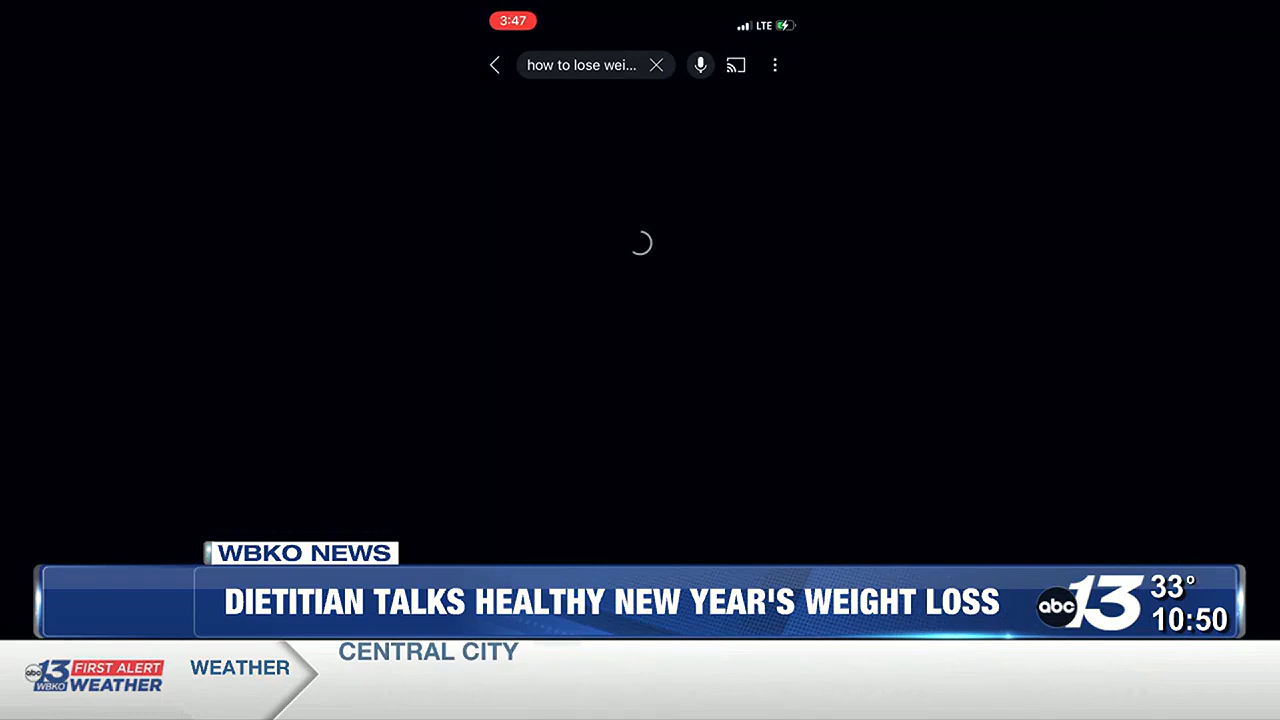 3:47
LTE
how to lose wei...
WBKO NEWS
DIETITIAN TALKS HEALTHY NEW YEAR'S WEIGHT LOSS
abc 13
33°
10:50
abc 13 FIRST ALERT
WBKO WEATHER
WEATHER
CENTRAL CITY